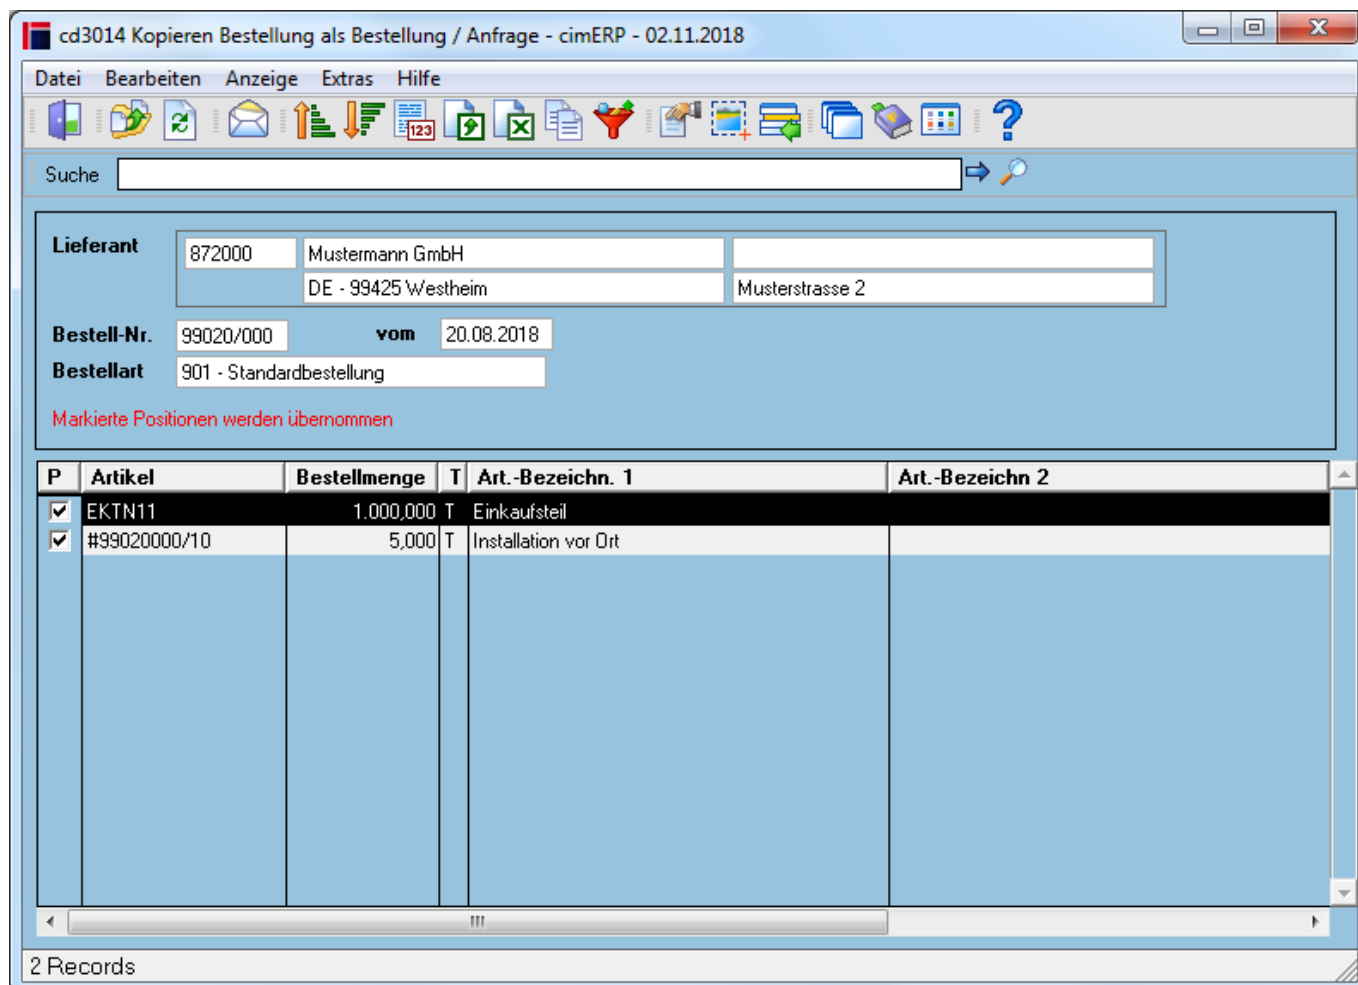 cd3014 Kopieren Bestellung als Bestellung / Anfrage - cimERP - 02.11.2018
Datei Bearbeiten Anzeige Extras Hilfe
123
Suche
Lieferant 872000 Mustermann GmbH
DE - 99425 Westheim Musterstrasse 2
Bestell-Nr. 99020/000 vom 20.08.2018
Bestellart 901 - Standardbestellung
Markierte Positionen werden übernommen
P Artikel Bestellmenge T Art.-Bezeichn. 1 Art.-Bezeichn 2
EKTN11 1.000,000 T Einkaufsteil
#99020000/10 5,000 T Installation vor Ort
2 Records